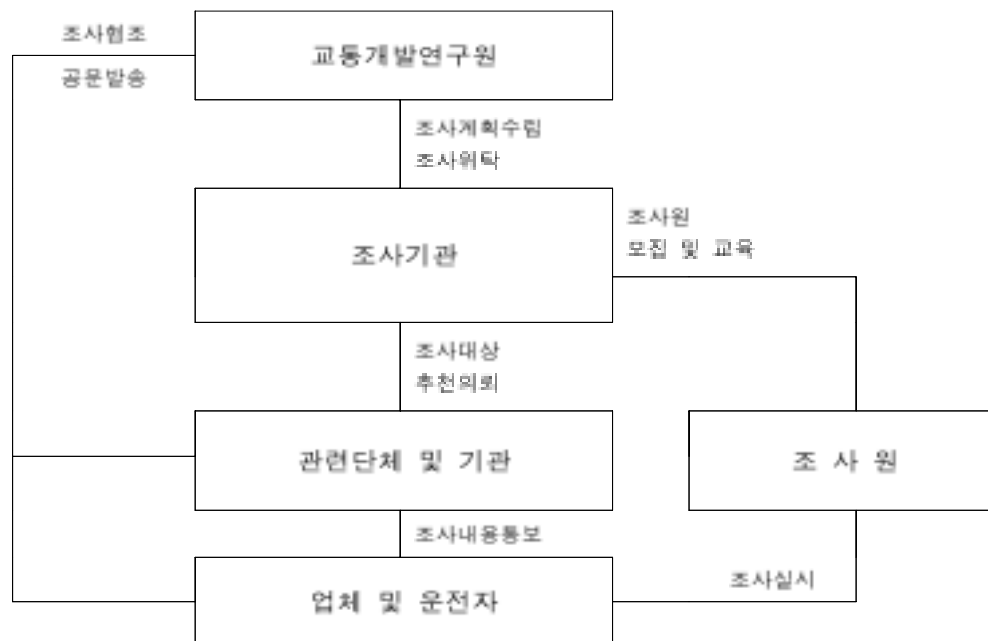 조사협조
공문발송
교통개발연구원
조사계획수립
조사위탁
조사기관
조사원
모집 및 교육
조사대상
추천의뢰
관련단체 및 기관
조 사 원
조사내용통보
조사실시
업체 및 운전자